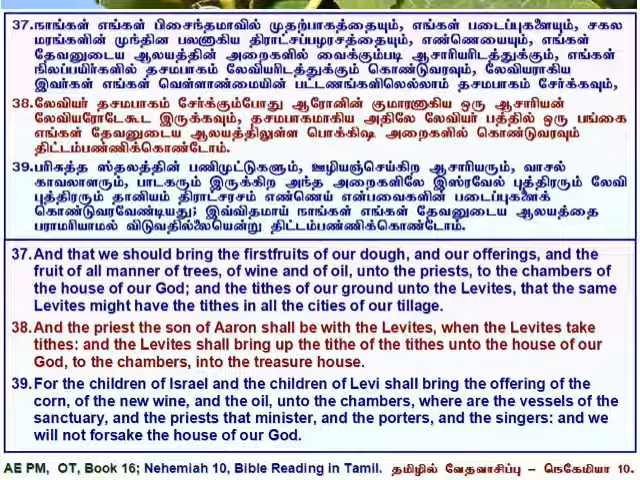 37.நாங்கள் எங்கள் பிசைந்தமாவில் முதற்பாகத்தையும், எங்கள் படைப்புகளையும், சகல
மரங்களின் முந்தின பலனாகிய திராட்சப்பழரசத்தையும், எண்ணெயையும், எங்கள்
தேவனுடைய ஆலயத்தின் அறைகளில் வைக்கும்படி ஆசாரியரிடத்துக்கும், எங்கள்
நிலப்பயிர்களில் தசமபாகம் லேவியரிடத்துக்கும் கொண்டுவரவும், லேவியராகிய
இவர்கள் எங்கள் வெள்ளாண்மையின் பட்டணங்களிலெல்லாம் தசமபாகம் சேர்க்கவும்,
38.லேவியர் தசமபாகம் சேர்க்கும்போது ஆரோனின் குமாரனாகிய ஒரு ஆசாரியன்
லேவியரோடேகூட இருக்கவும், தசமபாகமாகிய அதிலே லேவியர் பத்தில் ஒரு பங்கை
எங்கள் தேவனுடைய ஆலயத்திலுள்ள பொக்கிஷ அறைகளில் கொண்டுவரவும்
திட்டம்பண்ணிக்கொண்டோம்.
39.பரிசுத்த ஸ்தலத்தின் பணிமுட்டுகளும், ஊழியஞ்செய்கிற ஆசாரியரும், வாசல்
காவலாளரும், பாடகரும் இருக்கிற அந்த அறைகளிலே இஸ்ரவேல் புத்திரரும் லேவி
புத்திரரும் தானியம் திராட்சரசம் எண்ணெய் என்பவைகளின் படைப்புகளைக்
கொண்டுவரவேண்டியது; இவ்விதமாய் நாங்கள் எங்கள் தேவனுடைய ஆலயத்தை
பராமரியாமல் விடுவதில்லையென்று திட்டம்பண்ணிக்கொண்டோம்.
37.And that we should bring the firstfruits of our dough, and our offerings, and the
fruit of all manner of trees, of wine and of oil, unto the priests, to the chambers of
the house of our God; and the tithes of our ground unto the Levites, that the same
Levites might have the tithes in all the cities of our tillage.
38.And the priest the son of Aaron shall be with the Levites, when the Levites take
tithes: and the Levites shall bring up the tithe of the tithes unto the house of our
God, to the chambers, into the treasure house.
39.For the children of Israel and the children of Levi shall bring the offering of the
corn, of the new wine, and the oil, unto the chambers, where are the vessels of the
sanctuary, and the priests that minister, and the porters, and the singers: and we
will not forsake the house of our God.
AE PM, OT, Book 16; Nehemiah 10, Bible Reading in Tamil. தமிழில் வேதவாசிப்பு – நெகேமியா 10.